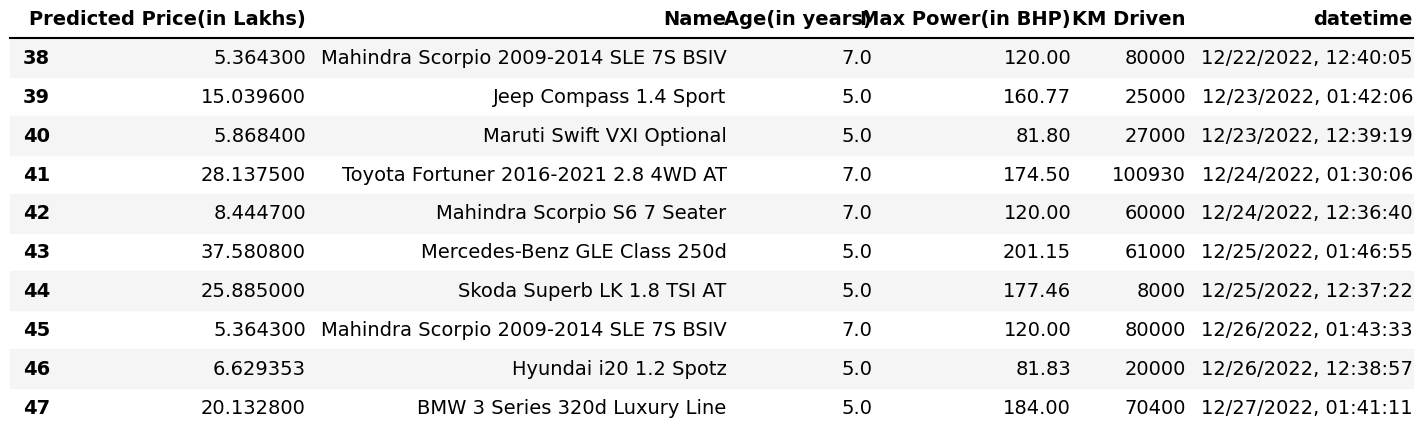 Predicted Price(in Lakhs) Name Age(in years) Max Power(in BHP) KM Driven datetime
38 5.364300 Mahindra Scorpio 2009-2014 SLE 7S BSIV 7.0 120.00 80000 12/22/2022, 12:40:05
39 15.039600 Jeep Compass 1.4 Sport 5.0 160.77 25000 12/23/2022, 01:42:06
40 5.868400 Maruti Swift VXI Optional 5.0 81.80 27000 12/23/2022, 12:39:19
41 28.137500 Toyota Fortuner 2016-2021 2.8 4WD AT 7.0 174.50 100930 12/24/2022, 01:30:06
42 8.444700 Mahindra Scorpio S6 7 Seater 7.0 120.00 60000 12/24/2022, 12:36:40
43 37.580800 Mercedes-Benz GLE Class 250d 5.0 201.15 61000 12/25/2022, 01:46:55
44 25.885000 Skoda Superb LK 1.8 TSI AT 5.0 177.46 8000 12/25/2022, 12:37:22
45 5.364300 Mahindra Scorpio 2009-2014 SLE 7S BSIV 7.0 120.00 80000 12/26/2022, 01:43:33
46 6.629353 Hyundai i20 1.2 Spotz 5.0 81.83 20000 12/26/2022, 12:38:57
47 20.132800 BMW 3 Series 320d Luxury Line 5.0 184.00 70400 12/27/2022, 01:41:11